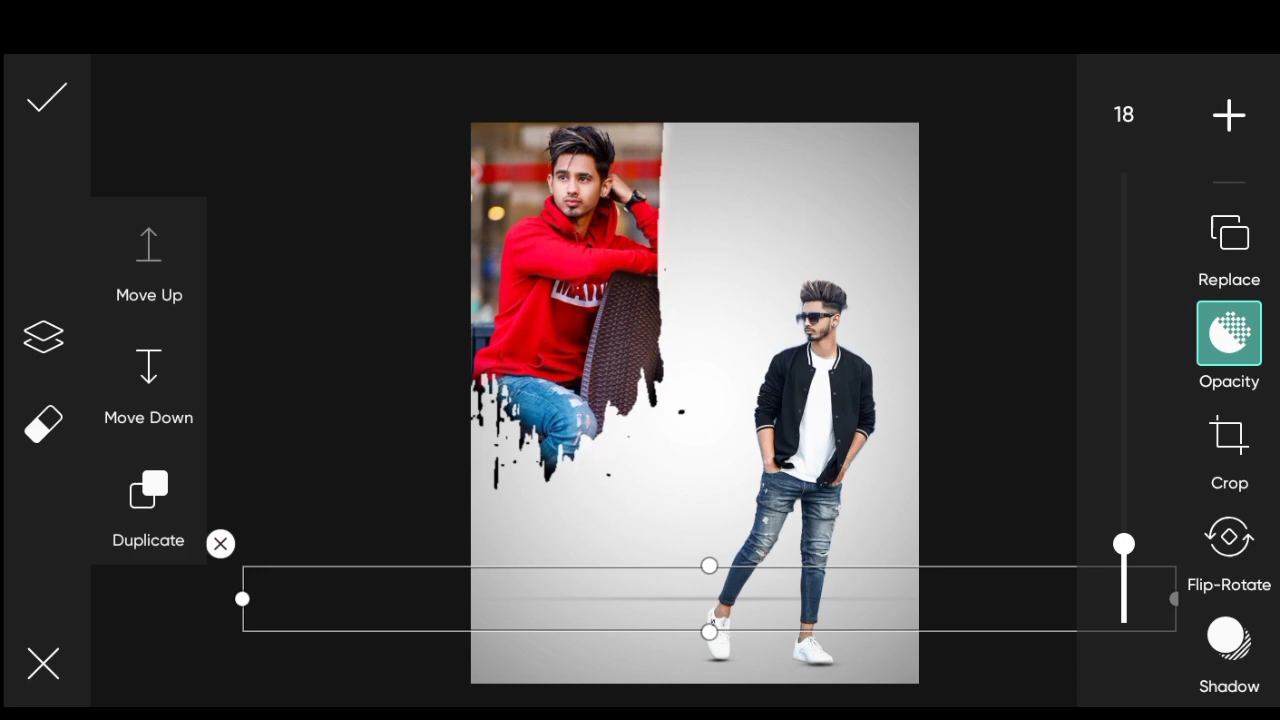 18
Move Up
Move Down
Duplicate
Replace
Opacity
Crop
Flip-Rotate
Shadow